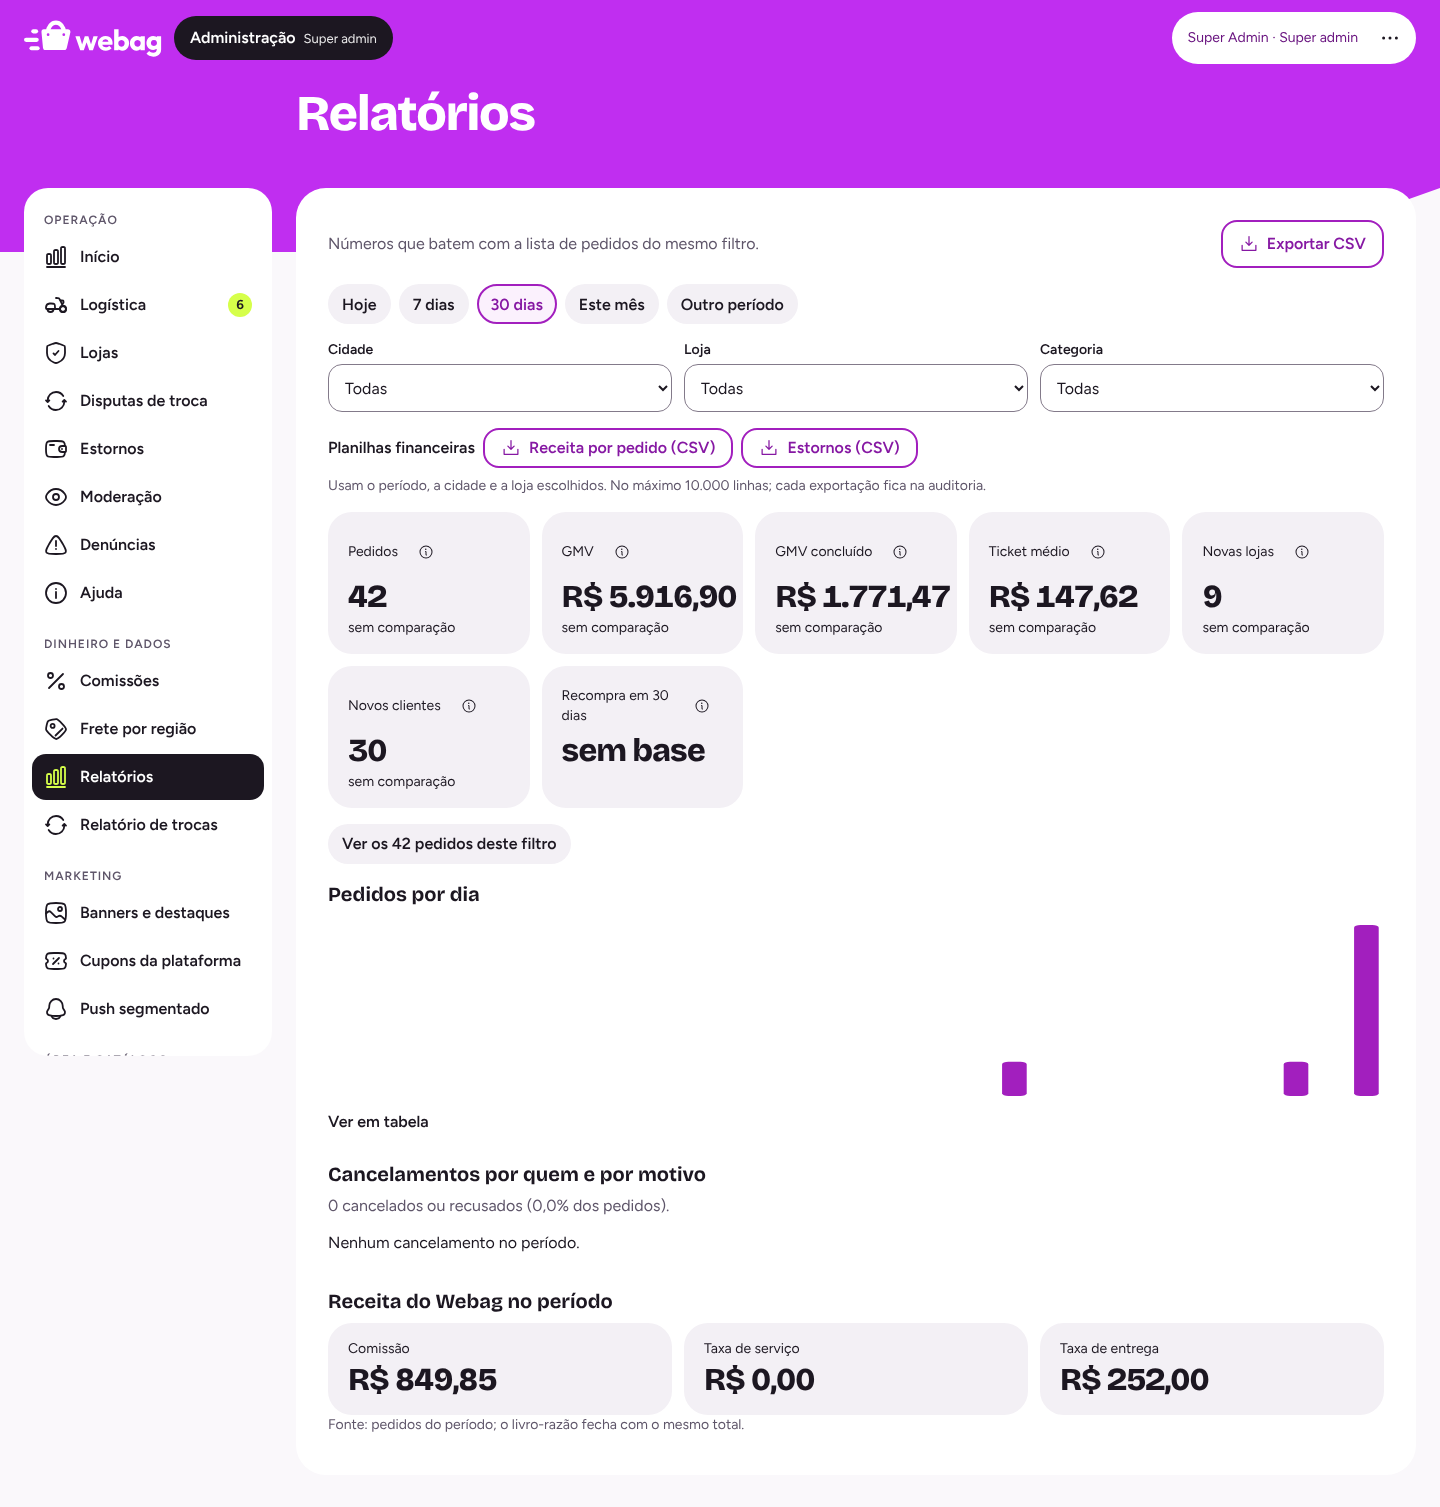 webag
Administração Super admin
Super Admin · Super admin
Relatórios
OPERAÇÃO
Início
Logística 6
Lojas
Disputas de troca
Estornos
Moderação
Denúncias
Ajuda
DINHEIRO E DADOS
Comissões
Frete por região
Relatórios
Relatório de trocas
MARKETING
Banners e destaques
Cupons da plataforma
Push segmentado
Números que batem com a lista de pedidos do mesmo filtro.
Exportar CSV
Hoje 7 dias 30 dias Este mês Outro período
Cidade Loja Categoria
Todas Todas Todas
Planilhas financeiras Receita por pedido (CSV) Estornos (CSV)
Usam o período, a cidade e a loja escolhidos. No máximo 10.000 linhas; cada exportação fica na auditoria.
Pedidos
42
sem comparação
GMV
R$ 5.916,90
sem comparação
GMV concluído
R$ 1.771,47
sem comparação
Ticket médio
R$ 147,62
sem comparação
Novas lojas
9
sem comparação
Novos clientes
30
sem comparação
Recompra em 30
dias
sem base
Ver os 42 pedidos deste filtro
Pedidos por dia
Ver em tabela
Cancelamentos por quem e por motivo
0 cancelados ou recusados (0,0% dos pedidos).
Nenhum cancelamento no período.
Receita do Webag no período
Comissão
R$ 849,85
Taxa de serviço
R$ 0,00
Taxa de entrega
R$ 252,00
Fonte: pedidos do período; o livro-razão fecha com o mesmo total.